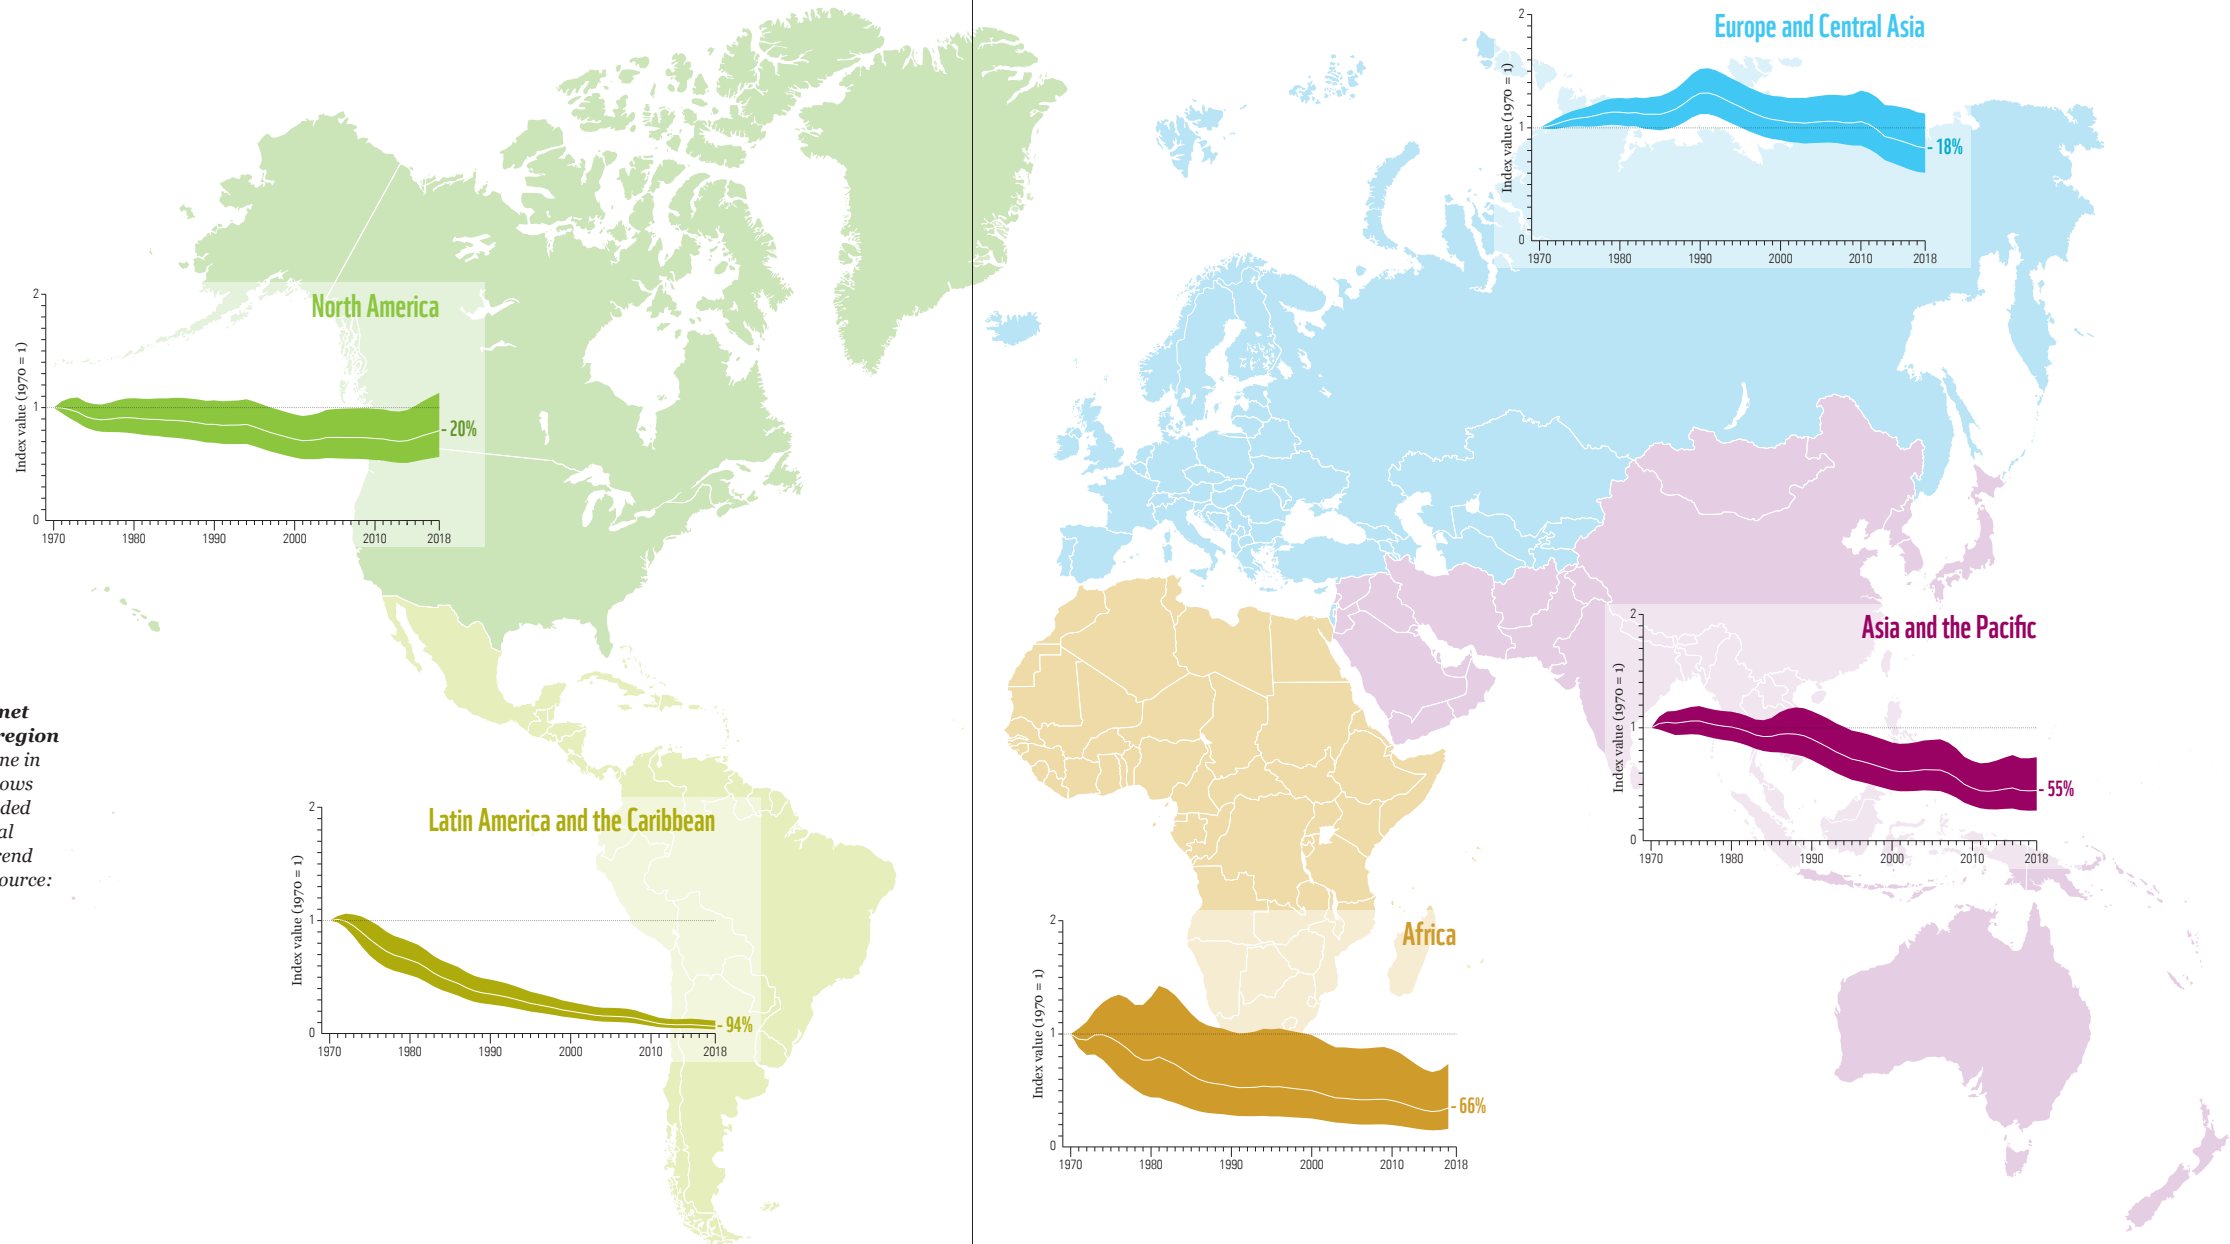 North America
Index value (1970 = 1)
2
1
0
- 20%
1970 1980 1990 2000 2010 2018
Latin America and the Caribbean
Index value (1970 = 1)
2
1
0
- 94%
1970 1980 1990 2000 2010 2018
net
region
ne in
ows
ded
al
rend
ource:
Europe and Central Asia
Index value (1970 = 1)
2
1
0
- 18%
1970 1980 1990 2000 2010 2018
Asia and the Pacific
Index value (1970 = 1)
2
1
0
- 55%
1970 1980 1990 2000 2010 2018
Africa
Index value (1970 = 1)
2
1
0
- 66%
1970 1980 1990 2000 2010 2018